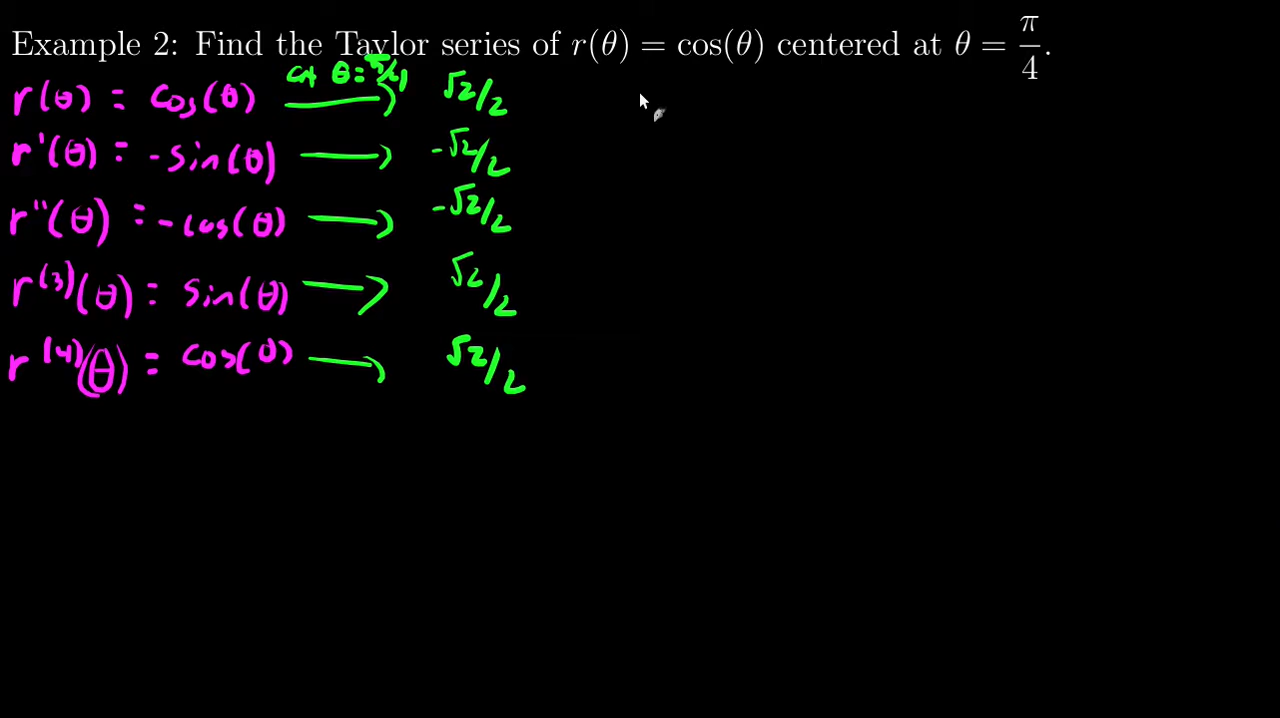 Example 2: Find the Taylor series of r(θ) = cos(θ) centered at θ = π/4.
r(θ) = cos(θ) at θ = π/4 → √2/2
r'(θ) = -sin(θ) → -√2/2
r''(θ) = -cos(θ) → -√2/2
r^(3)(θ) = sin(θ) → √2/2
r^(4)(θ) = cos(θ) → √2/2